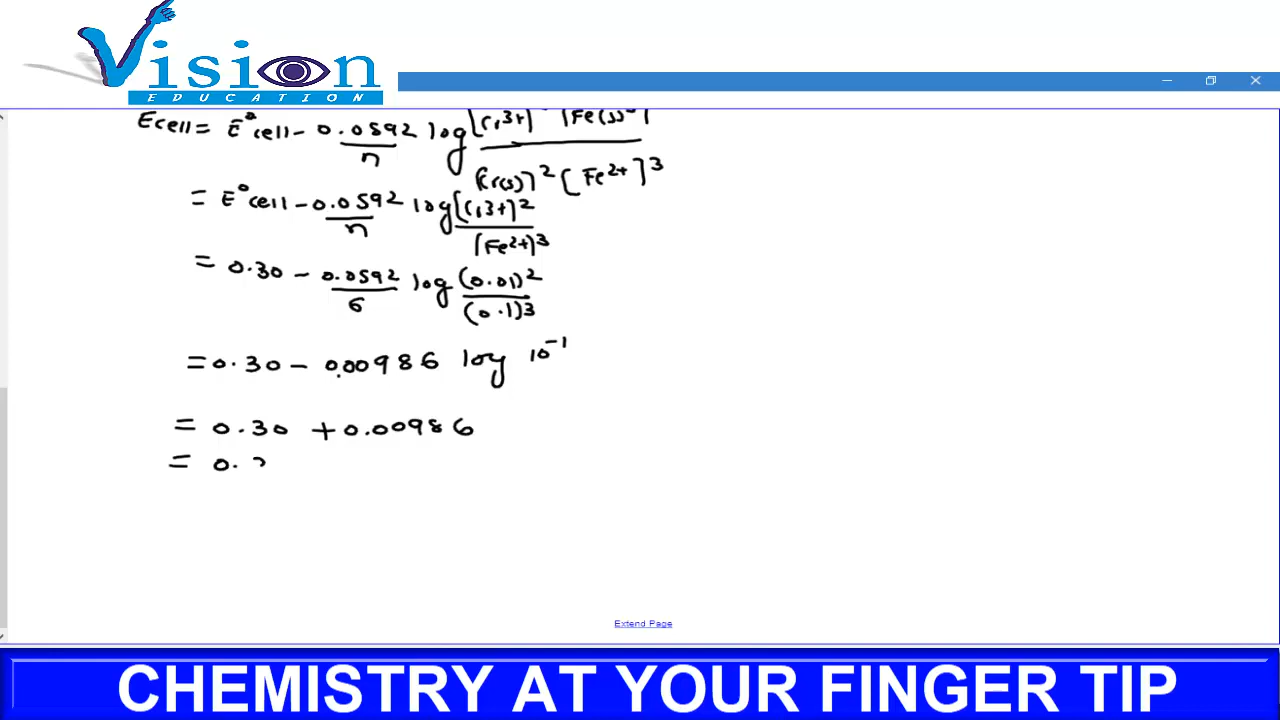 Vision
EDUCATION
Ecell = E°cell - 0.0592/n log [Cr3+]² [Fe(s)]³ / [Cr(s)]² [Fe2+]³
= E°cell - 0.0592/n log [Cr3+]² / [Fe2+]³
= 0.30 - 0.0592/6 log (0.01)² / (0.1)3
= 0.30 - 0.00986 log 10⁻¹
= 0.30 + 0.00986
= 0.
Extend Page
CHEMISTRY AT YOUR FINGER TIP